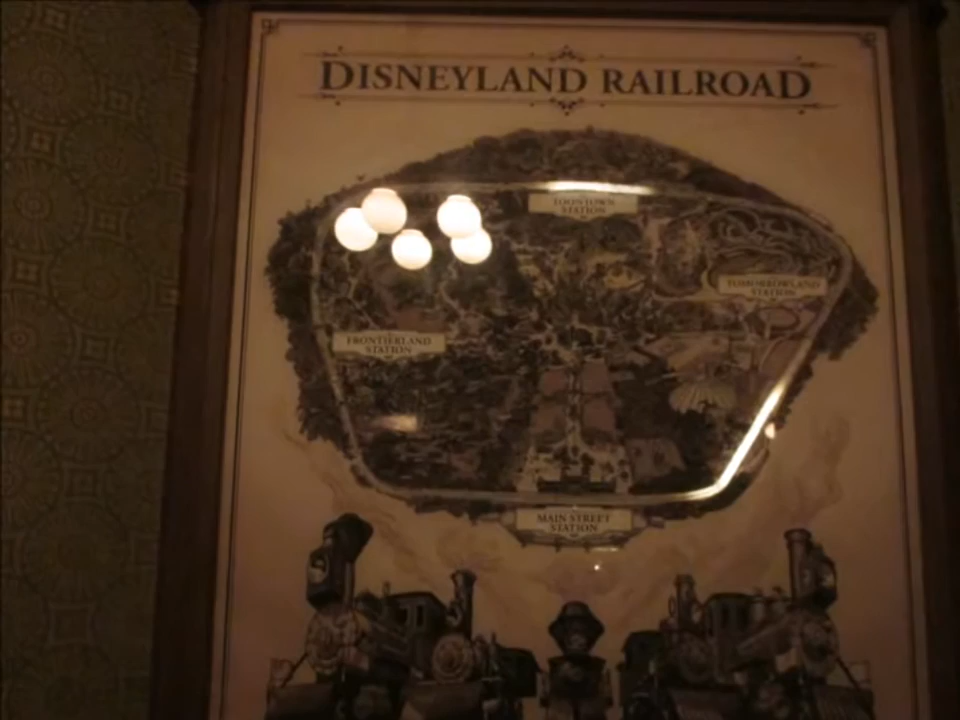 DISNEYLAND RAILROAD
TOONTOWN
STATION
TOMORROWLAND
STATION
FRONTIERLAND
STATION
MAIN STREET
STATION